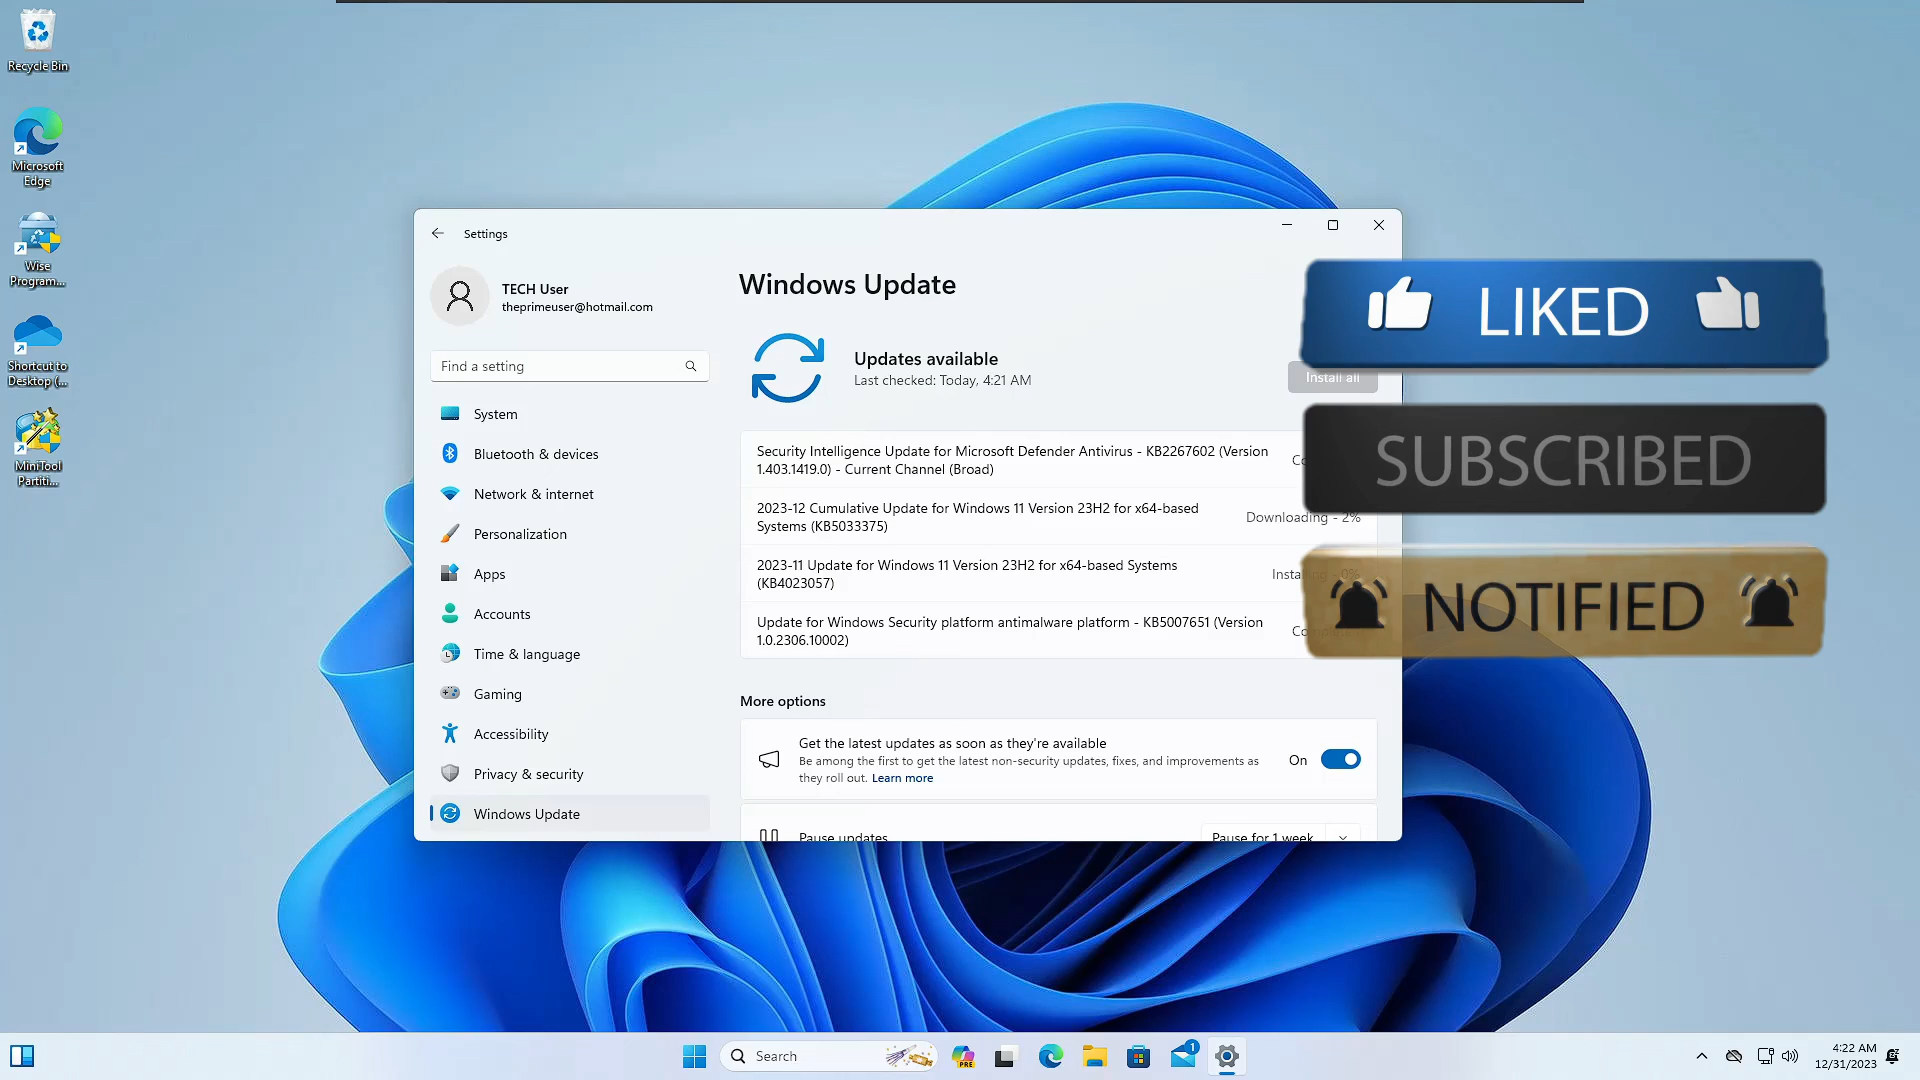 Recycle Bin
Microsoft
Edge
Wise
Program...
Shortcut to
Desktop (...
MiniTool
Partiti...
Settings
TECH User
theprimeuser@hotmail.com
Find a setting
System
Bluetooth & devices
Network & internet
Personalization
Apps
Accounts
Time & language
Gaming
Accessibility
Privacy & security
Windows Update
Windows Update
Updates available
Last checked: Today, 4:21 AM
Install all
Security Intelligence Update for Microsoft Defender Antivirus - KB2267602 (Version
1.403.1419.0) - Current Channel (Broad)
2023-12 Cumulative Update for Windows 11 Version 23H2 for x64-based
Systems (KB5033375)
Downloading - 2%
2023-11 Update for Windows 11 Version 23H2 for x64-based Systems
(KB4023057)
Update for Windows Security platform antimalware platform - KB5007651 (Version
1.0.2306.10002)
More options
Get the latest updates as soon as they're available
Be among the first to get the latest non-security updates, fixes, and improvements as
they roll out. Learn more
On
Pause updates
Pause for 1 week
LIKED
SUBSCRIBED
NOTIFIED
Search
PRE
1
4:22 AM
12/31/2023